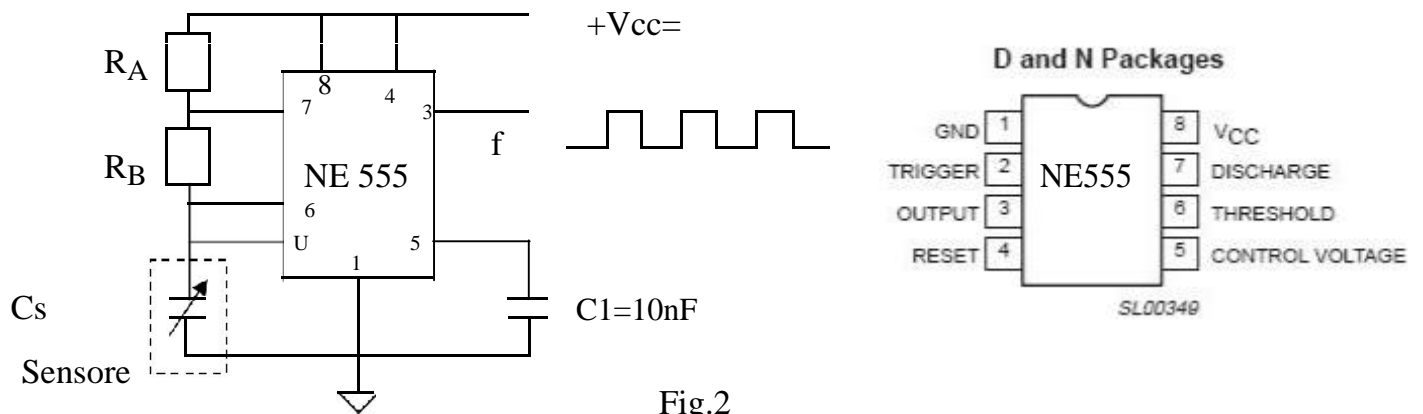 +Vcc=
RA
8
4
7
3
f
RB
NE 555
6
U
5
1
Cs
C1=10nF
Sensore
Fig.2
D and N Packages
GND 1
8 VCC
TRIGGER 2
NE555
7 DISCHARGE
OUTPUT 3
6 THRESHOLD
RESET 4
5 CONTROL VOLTAGE
SL00349